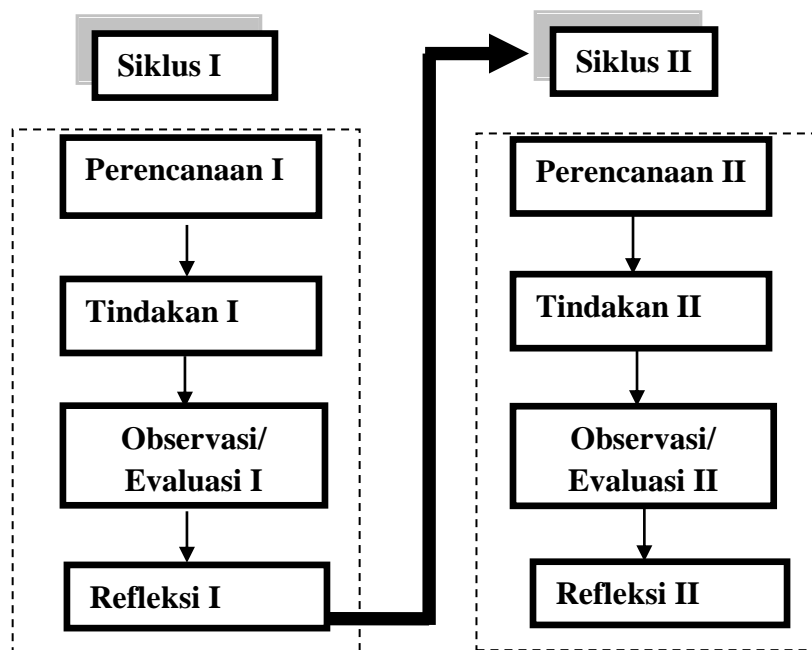 Siklus I
Perencanaan I
Tindakan I
Observasi/
Evaluasi I
Refleksi I
Siklus II
Perencanaan II
Tindakan II
Observasi/
Evaluasi II
Refleksi II